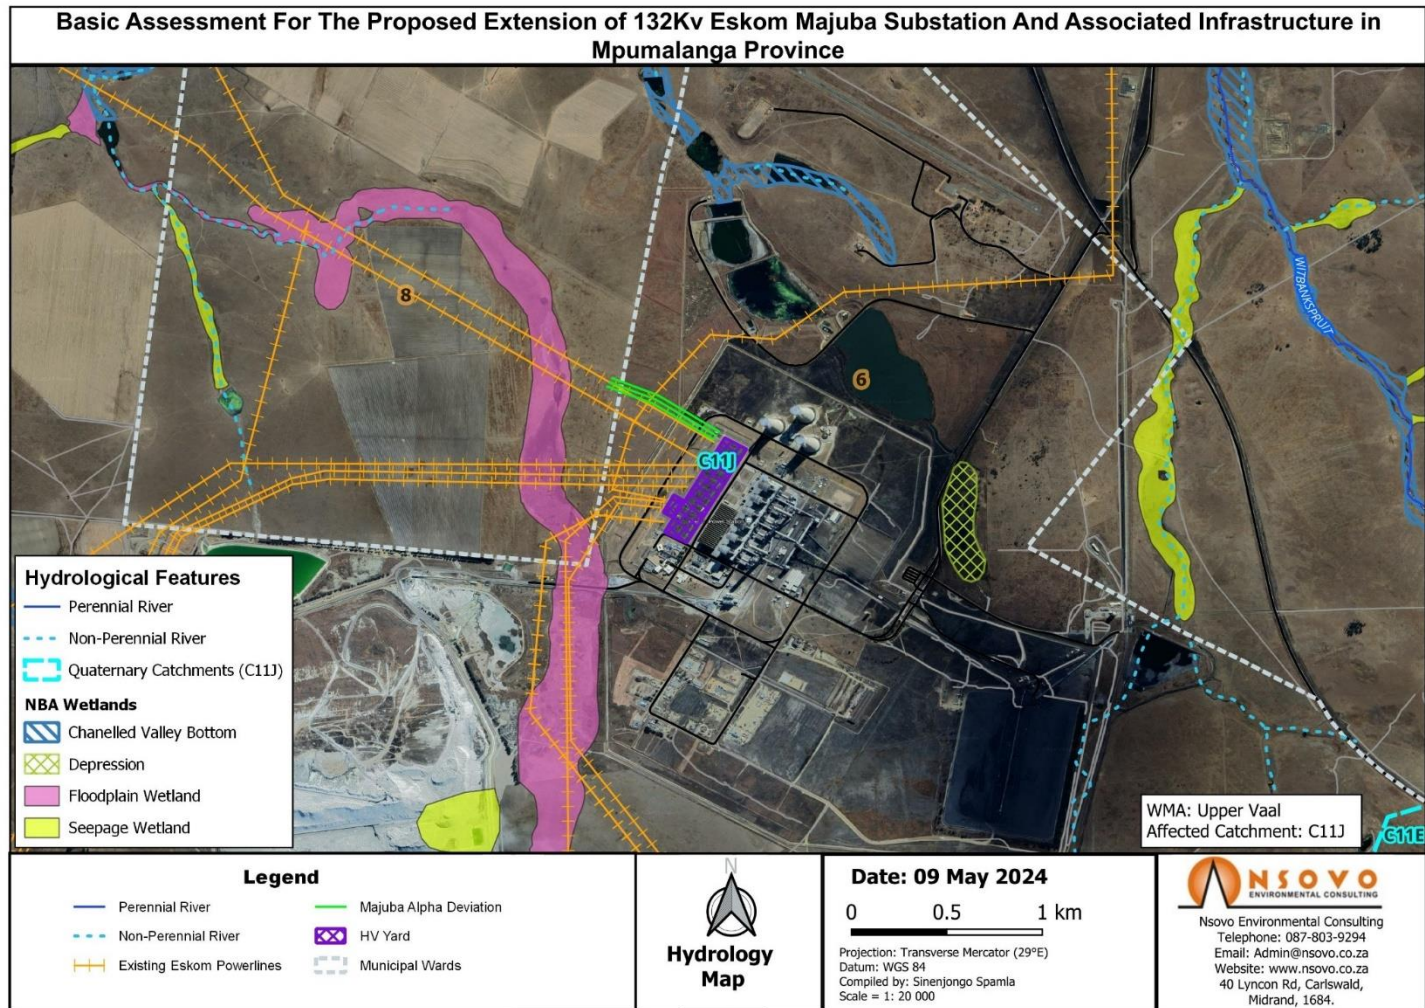 Basic Assessment For The Proposed Extension of 132Kv Eskom Majuba Substation And Associated Infrastructure in
Mpumalanga Province
WITBANKSPRUIT
8
6
C11J
Hydrological Features
Perennial River
Non-Perennial River
Quaternary Catchments (C11J)
NBA Wetlands
Chanelled Valley Bottom
Depression
Floodplain Wetland
Seepage Wetland
WMA: Upper Vaal
Affected Catchment: C11J
C11E
Legend
Perennial River
Non-Perennial River
Existing Eskom Powerlines
Majuba Alpha Deviation
HV Yard
Municipal Wards
N
Hydrology
Map
Date: 09 May 2024
0 0.5 1 km
Projection: Transverse Mercator (29°E)
Datum: WGS 84
Compiled by: Sinenjongo Spamla
Scale = 1: 20 000
NSOVO
ENVIRONMENTAL CONSULTING
Nsovo Environmental Consulting
Telephone: 087-803-9294
Email: Admin@nsovo.co.za
Website: www.nsovo.co.za
40 Lyncon Rd, Carlswald,
Midrand, 1684.